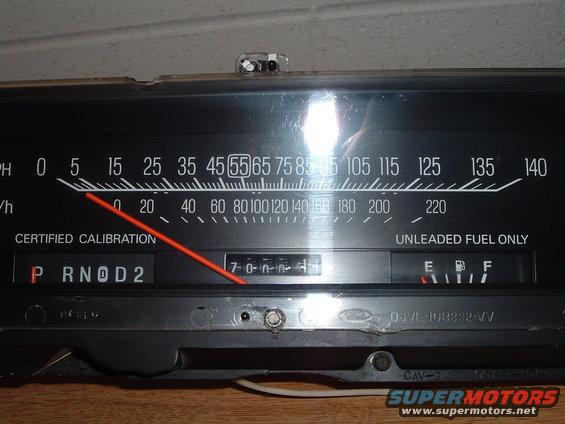 MPH 0 5 15 25 35 45 55 65 75 85 95 105 115 125 135 140
/h 0 20 40 60 80 100 120 140 160 180 200 220
CERTIFIED CALIBRATION UNLEADED FUEL ONLY
P R N D D 2 E F
SUPERMOTORS
www.supermotors.net